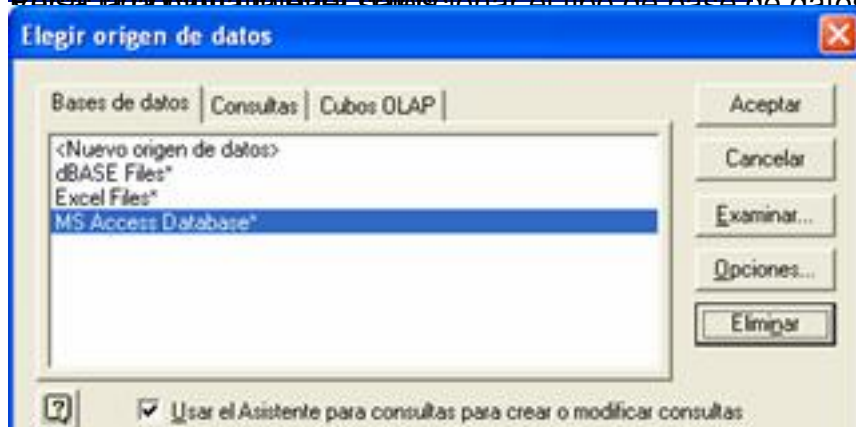 Elegir origen de datos
Bases de datos Consultas Cubos OLAP
<Nuevo origen de datos>
dBASE Files*
Excel Files*
MS Access Database*
Aceptar
Cancelar
Examinar...
Opciones...
Eliminar
Usar el Asistente para consultas para crear o modificar consultas